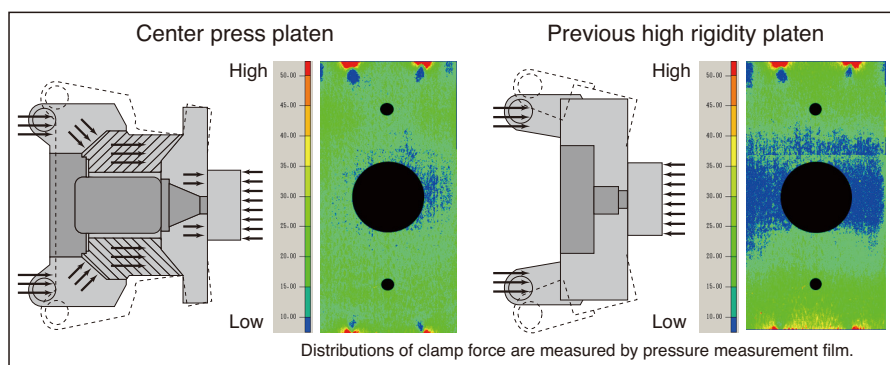 Center press platen
Previous high rigidity platen
High
50.00
45.00
40.00
35.00
30.00
25.00
20.00
15.00
10.00
Low
High
50.00
45.00
40.00
35.00
30.00
25.00
20.00
15.00
10.00
Low
Distributions of clamp force are measured by pressure measurement film.